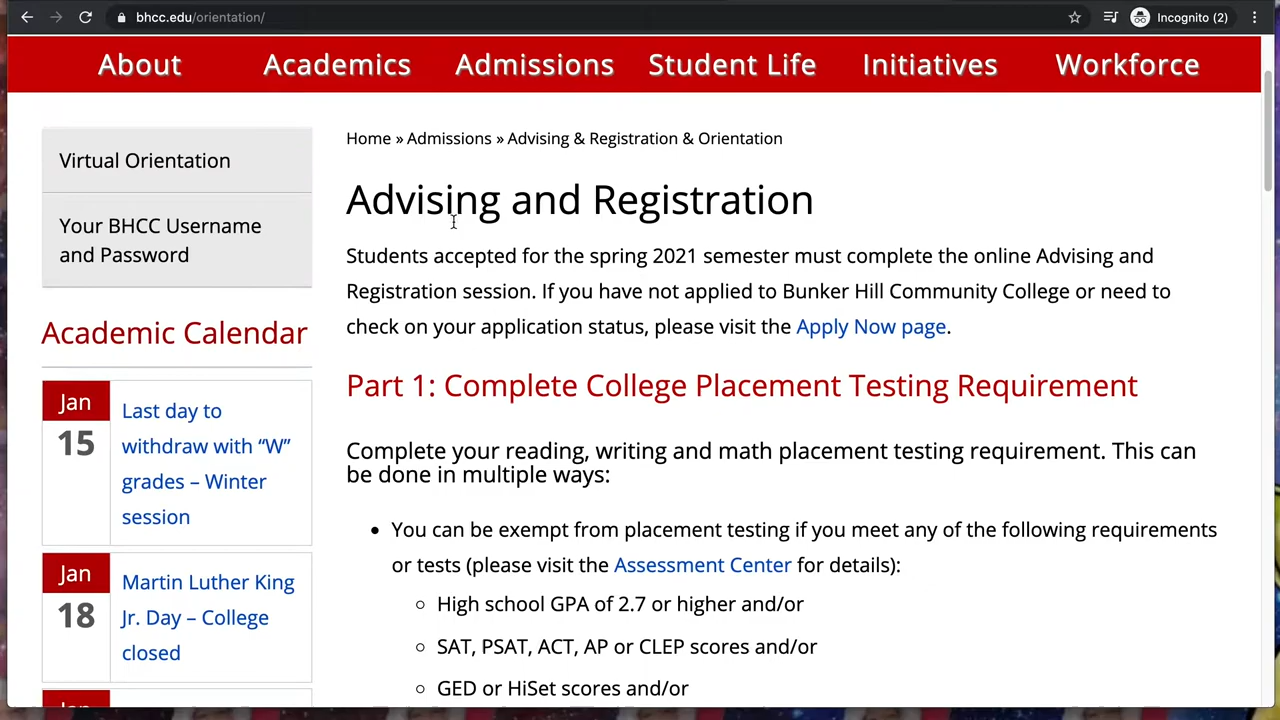 bhcc.edu/orientation/
Incognito (2)
About Academics Admissions Student Life Initiatives Workforce
Virtual Orientation
Your BHCC Username
and Password
Academic Calendar
Jan
15
Last day to
withdraw with “W”
grades – Winter
session
Jan
18
Martin Luther King
Jr. Day – College
closed
Home » Admissions » Advising & Registration & Orientation
Advising and Registration
Students accepted for the spring 2021 semester must complete the online Advising and
Registration session. If you have not applied to Bunker Hill Community College or need to
check on your application status, please visit the Apply Now page.
Part 1: Complete College Placement Testing Requirement
Complete your reading, writing and math placement testing requirement. This can
be done in multiple ways:
• You can be exempt from placement testing if you meet any of the following requirements
or tests (please visit the Assessment Center for details):
○ High school GPA of 2.7 or higher and/or
○ SAT, PSAT, ACT, AP or CLEP scores and/or
○ GED or HiSet scores and/or